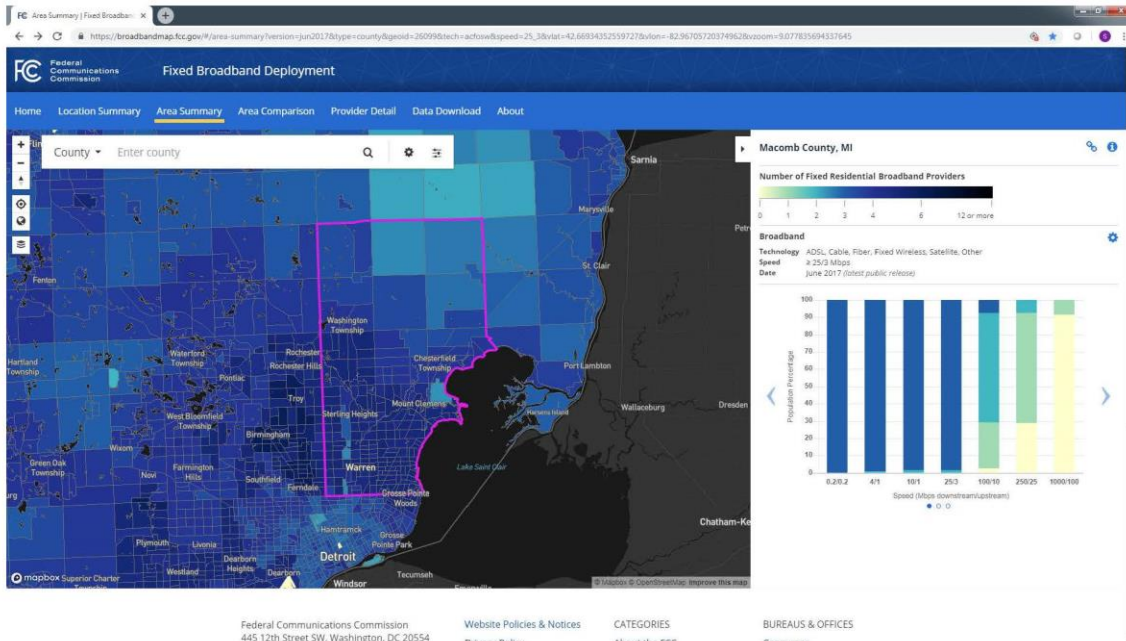 FC Area Summary | Fixed Broadban
https://broadbandmap.fcc.gov/#/area-summary?version=jun2017&type=county&geoid=26099&tech=acfosw&speed=25_3&vlat=42.66934352559727&vlon=-82.96705720374962&vzoom=9.077835694337645
Federal
Communications
Commission
Fixed Broadband Deployment
Home Location Summary Area Summary Area Comparison Provider Detail Data Download About
County Enter county
Sarnia
Marysville
St. Clair
Fenton
Washington
Township
Hartland
Township
Waterford
Township
Rochester
Rochester Hills
Pontiac
Chesterfield
Township
Port Lambton
Troy
Mount Clemens
Harsens Island
West Bloomfield
Township
Sterling Heights
Wallaceburg
Dresden
Birmingham
Wixom
Green Oak
Township
Novi
Farmington
Hills
Southfield
Warren
Lake Saint Clair
Ferndale
Grosse Pointe
Woods
Chatham-Ke
Hamtramck
Grosse
Pointe Park
Plymouth
Livonia
Detroit
Dearborn
Heights
Westland
Dearborn
Windsor
Tecumseh
mapbox
Superior Charter
© Mapbox © OpenStreetMap Improve this map
Macomb County, MI
Number of Fixed Residential Broadband Providers
0 1 2 3 4 6 12 or more
Broadband
Technology ADSL, Cable, Fiber, Fixed Wireless, Satellite, Other
Speed ≥ 25/3 Mbps
Date June 2017 (latest public release)
Population Percentage
100
90
80
70
60
50
40
30
20
10
0
0.2/0.2 4/1 10/1 25/3 100/10 250/25 1000/100
Speed (Mbps downstream/upstream)
Federal Communications Commission
445 12th Street SW, Washington, DC 20554
Website Policies & Notices
CATEGORIES
BUREAUS & OFFICES